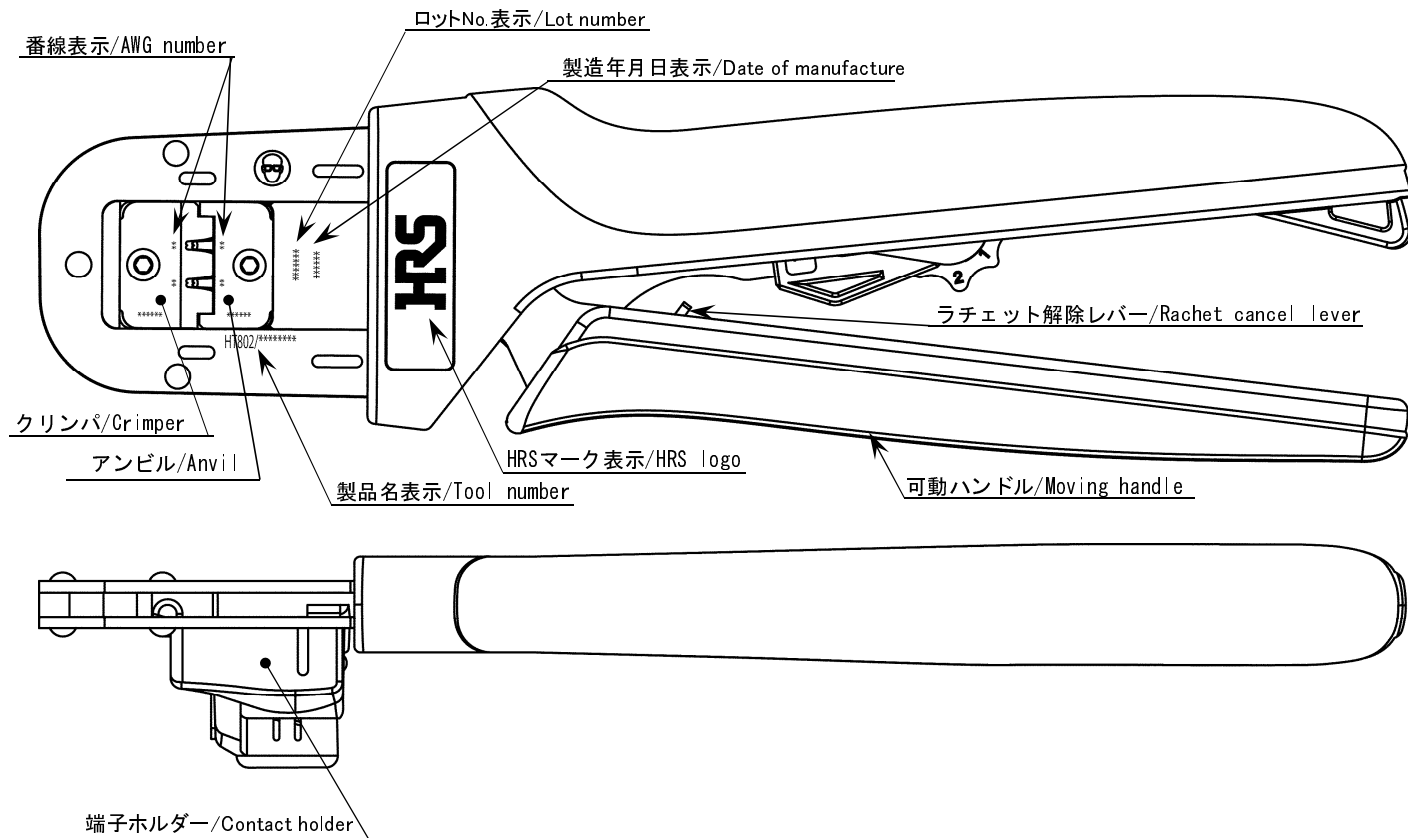 ロットNo.表示/Lot number
番線表示/AWG number
製造年月日表示/Date of manufacture
HRS
**
**
**
**
*******
******
******
******
HT802/********
1
2
ラチェット解除レバー/Rachet cancel lever
クリンパ/Crimper
アンビル/Anvil
HRSマーク表示/HRS logo
製品名表示/Tool number
可動ハンドル/Moving handle
端子ホルダー/Contact holder